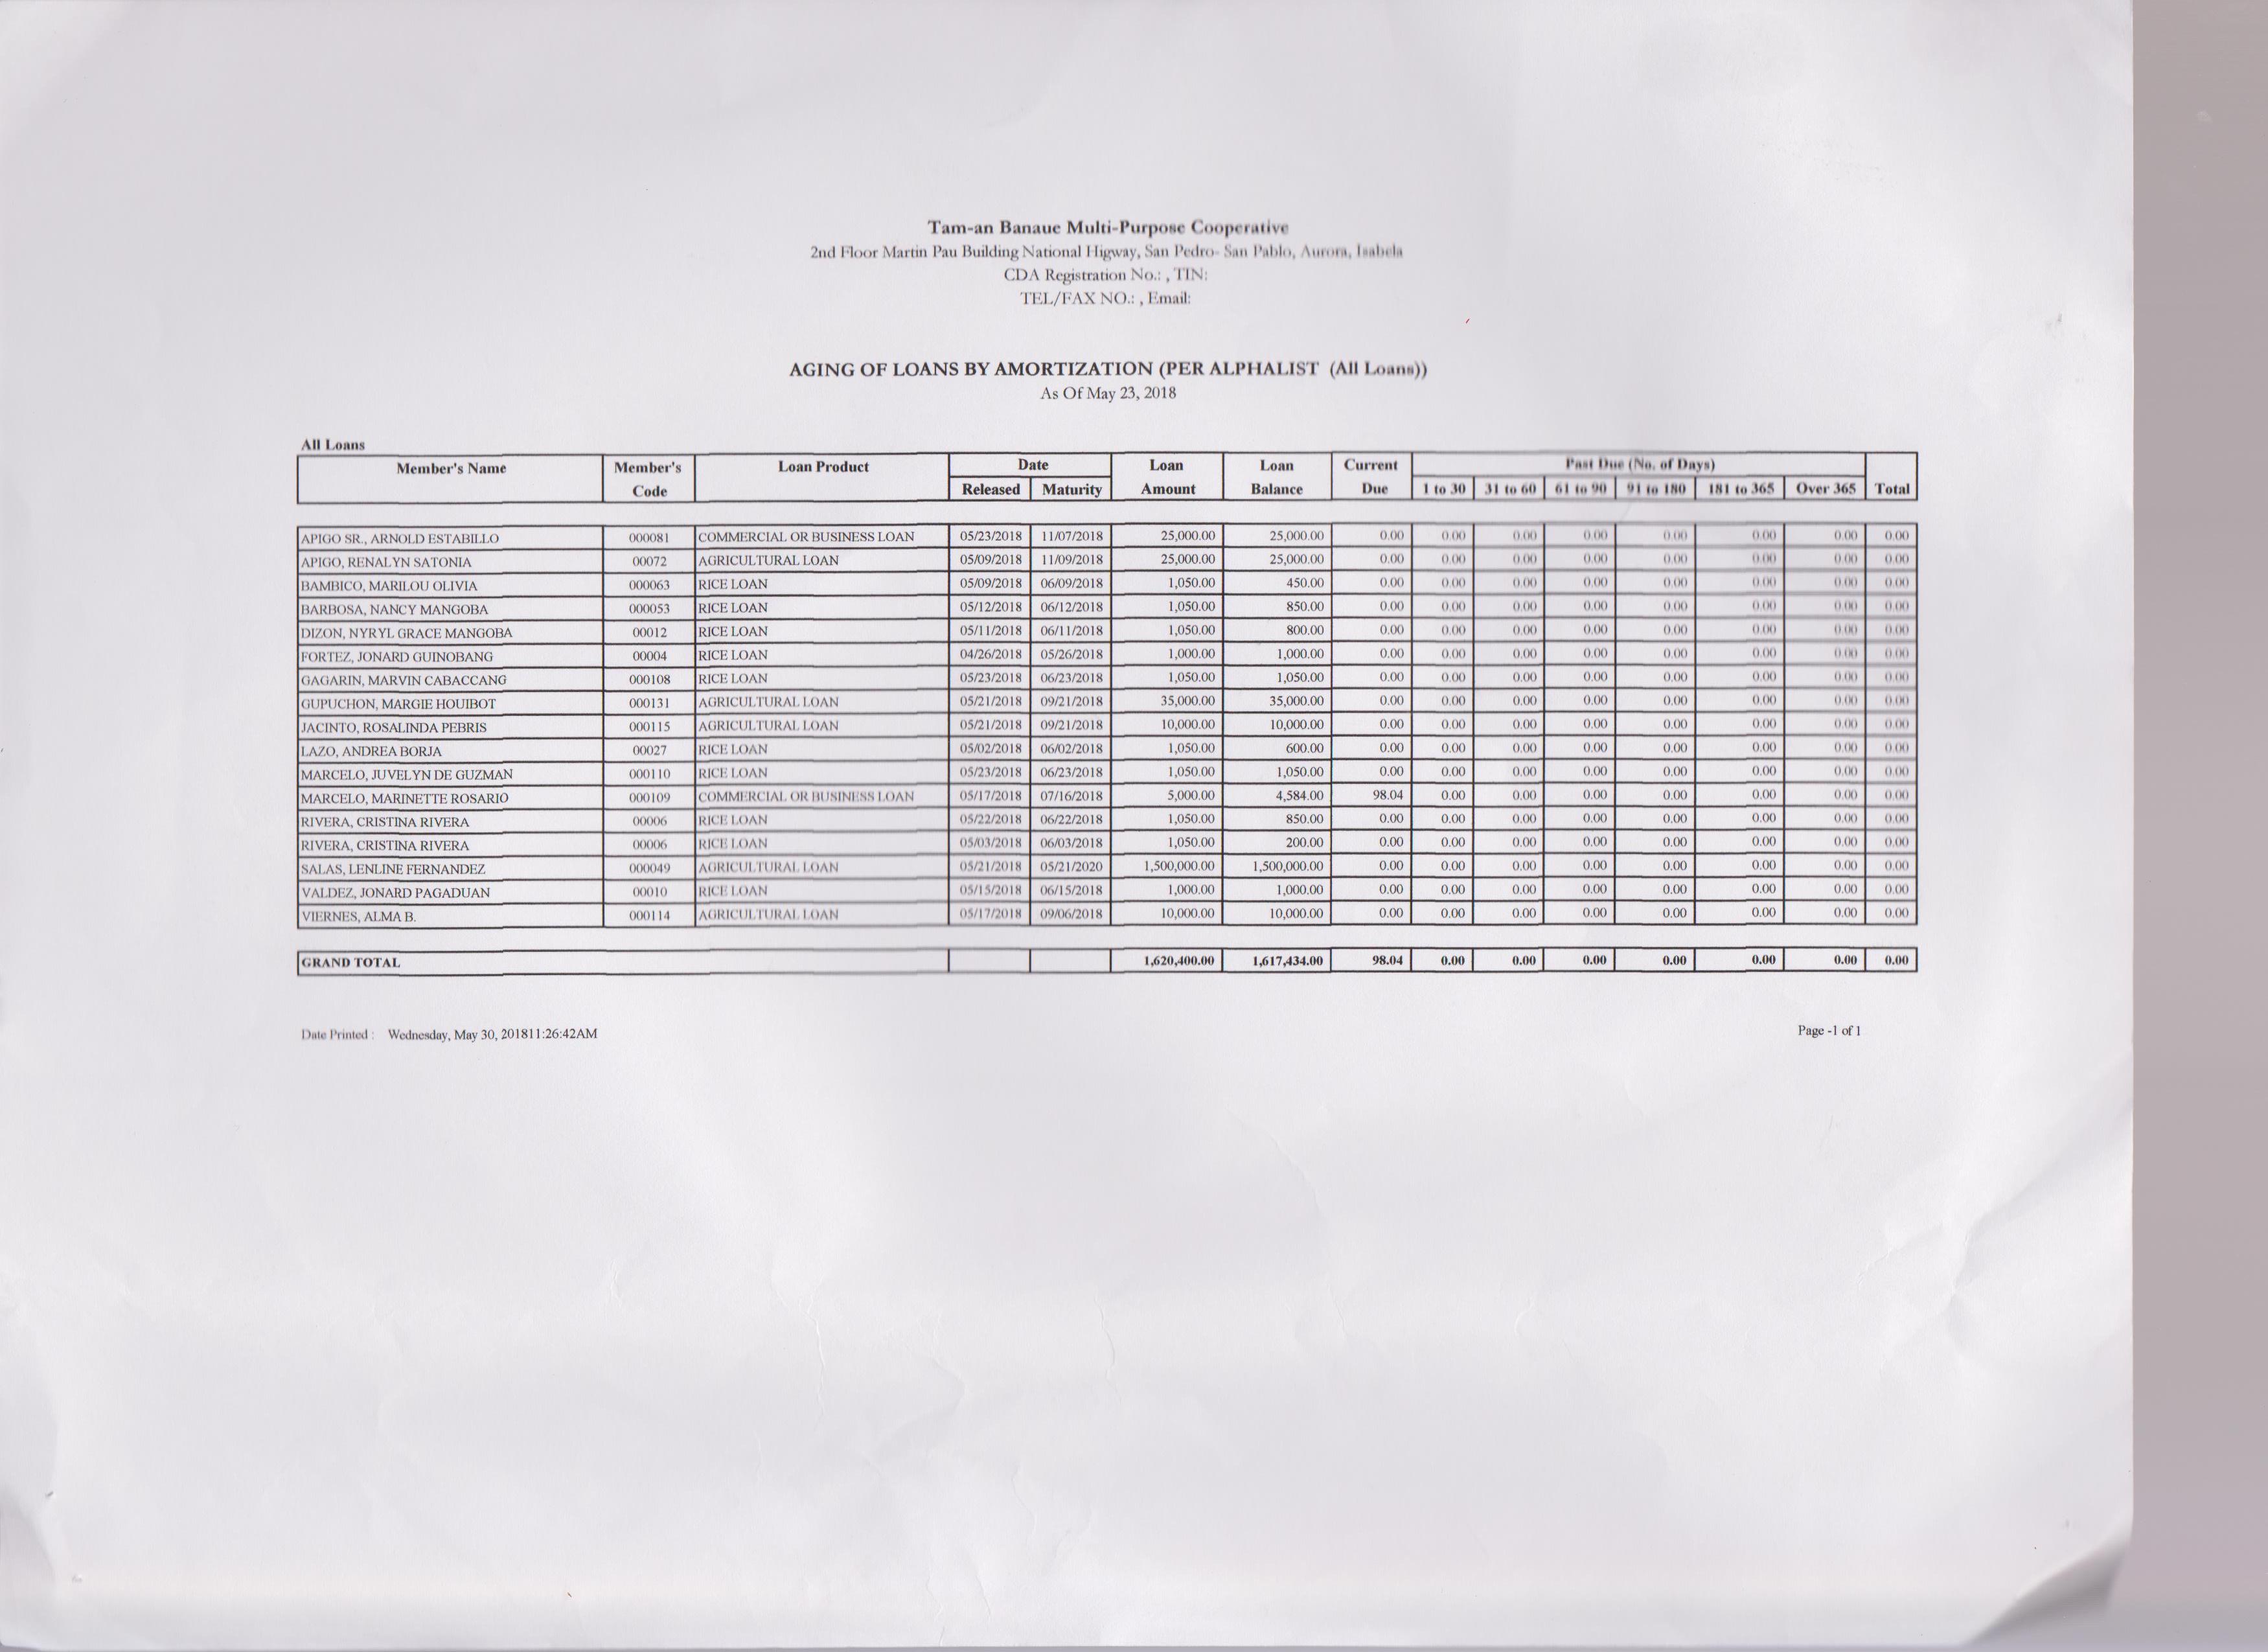 Tam-an Banaue Multi-Purpose Cooperative
2nd Floor Martin Pau Building National Higway, San Pedro- San Pablo, Aurora, Isabela
CDA Registration No.: , TIN:
TEL/FAX NO.: , Email:
AGING OF LOANS BY AMORTIZATION (PER ALPHALIST (All Loans))
As Of May 23, 2018
All Loans
Member's Name Member's Loan Product Date Loan Loan Current Past Due (No. of Days)
Code Released Maturity Amount Balance Due 1 to 30 31 to 60 61 to 90 91 to 180 181 to 365 Over 365 Total
APIGO SR., ARNOLD ESTABILLO 000081 COMMERCIAL OR BUSINESS LOAN 05/23/2018 11/07/2018 25,000.00 25,000.00 0.00 0.00 0.00 0.00 0.00 0.00 0.00 0.00
APIGO, RENALYN SATONIA 00072 AGRICULTURAL LOAN 05/09/2018 11/09/2018 25,000.00 25,000.00 0.00 0.00 0.00 0.00 0.00 0.00 0.00 0.00
BAMBICO, MARILOU OLIVIA 000063 RICE LOAN 05/09/2018 06/09/2018 1,050.00 450.00 0.00 0.00 0.00 0.00 0.00 0.00 0.00 0.00
BARBOSA, NANCY MANGOBA 000053 RICE LOAN 05/12/2018 06/12/2018 1,050.00 850.00 0.00 0.00 0.00 0.00 0.00 0.00 0.00 0.00
DIZON, NYRYL GRACE MANGOBA 00012 RICE LOAN 05/11/2018 06/11/2018 1,050.00 800.00 0.00 0.00 0.00 0.00 0.00 0.00 0.00 0.00
FORTEZ, JONARD GUINOBANG 00004 RICE LOAN 04/26/2018 05/26/2018 1,000.00 1,000.00 0.00 0.00 0.00 0.00 0.00 0.00 0.00 0.00
GAGARIN, MARVIN CABACCANG 000108 RICE LOAN 05/23/2018 06/23/2018 1,050.00 1,050.00 0.00 0.00 0.00 0.00 0.00 0.00 0.00 0.00
GUPUCHON, MARGIE HOUIBOT 000131 AGRICULTURAL LOAN 05/21/2018 09/21/2018 35,000.00 35,000.00 0.00 0.00 0.00 0.00 0.00 0.00 0.00 0.00
JACINTO, ROSALINDA PEBRIS 000115 AGRICULTURAL LOAN 05/21/2018 09/21/2018 10,000.00 10,000.00 0.00 0.00 0.00 0.00 0.00 0.00 0.00 0.00
LAZO, ANDREA BORJA 00027 RICE LOAN 05/02/2018 06/02/2018 1,050.00 600.00 0.00 0.00 0.00 0.00 0.00 0.00 0.00 0.00
MARCELO, JUVELYN DE GUZMAN 000110 RICE LOAN 05/23/2018 06/23/2018 1,050.00 1,050.00 0.00 0.00 0.00 0.00 0.00 0.00 0.00 0.00
MARCELO, MARINETTE ROSARIO 000109 COMMERCIAL OR BUSINESS LOAN 05/17/2018 07/16/2018 5,000.00 4,584.00 98.04 0.00 0.00 0.00 0.00 0.00 0.00 0.00
RIVERA, CRISTINA RIVERA 00006 RICE LOAN 05/22/2018 06/22/2018 1,050.00 850.00 0.00 0.00 0.00 0.00 0.00 0.00 0.00 0.00
RIVERA, CRISTINA RIVERA 00006 RICE LOAN 05/03/2018 06/03/2018 1,050.00 200.00 0.00 0.00 0.00 0.00 0.00 0.00 0.00 0.00
SALAS, LENLINE FERNANDEZ 000049 AGRICULTURAL LOAN 05/21/2018 05/21/2020 1,500,000.00 1,500,000.00 0.00 0.00 0.00 0.00 0.00 0.00 0.00 0.00
VALDEZ, JONARD PAGADUAN 00010 RICE LOAN 05/15/2018 06/15/2018 1,000.00 1,000.00 0.00 0.00 0.00 0.00 0.00 0.00 0.00 0.00
VIERNES, ALMA B. 000114 AGRICULTURAL LOAN 05/17/2018 09/06/2018 10,000.00 10,000.00 0.00 0.00 0.00 0.00 0.00 0.00 0.00 0.00
GRAND TOTAL 1,620,400.00 1,617,434.00 98.04 0.00 0.00 0.00 0.00 0.00 0.00 0.00
Date Printed : Wednesday, May 30, 201811:26:42AM Page -1 of 1